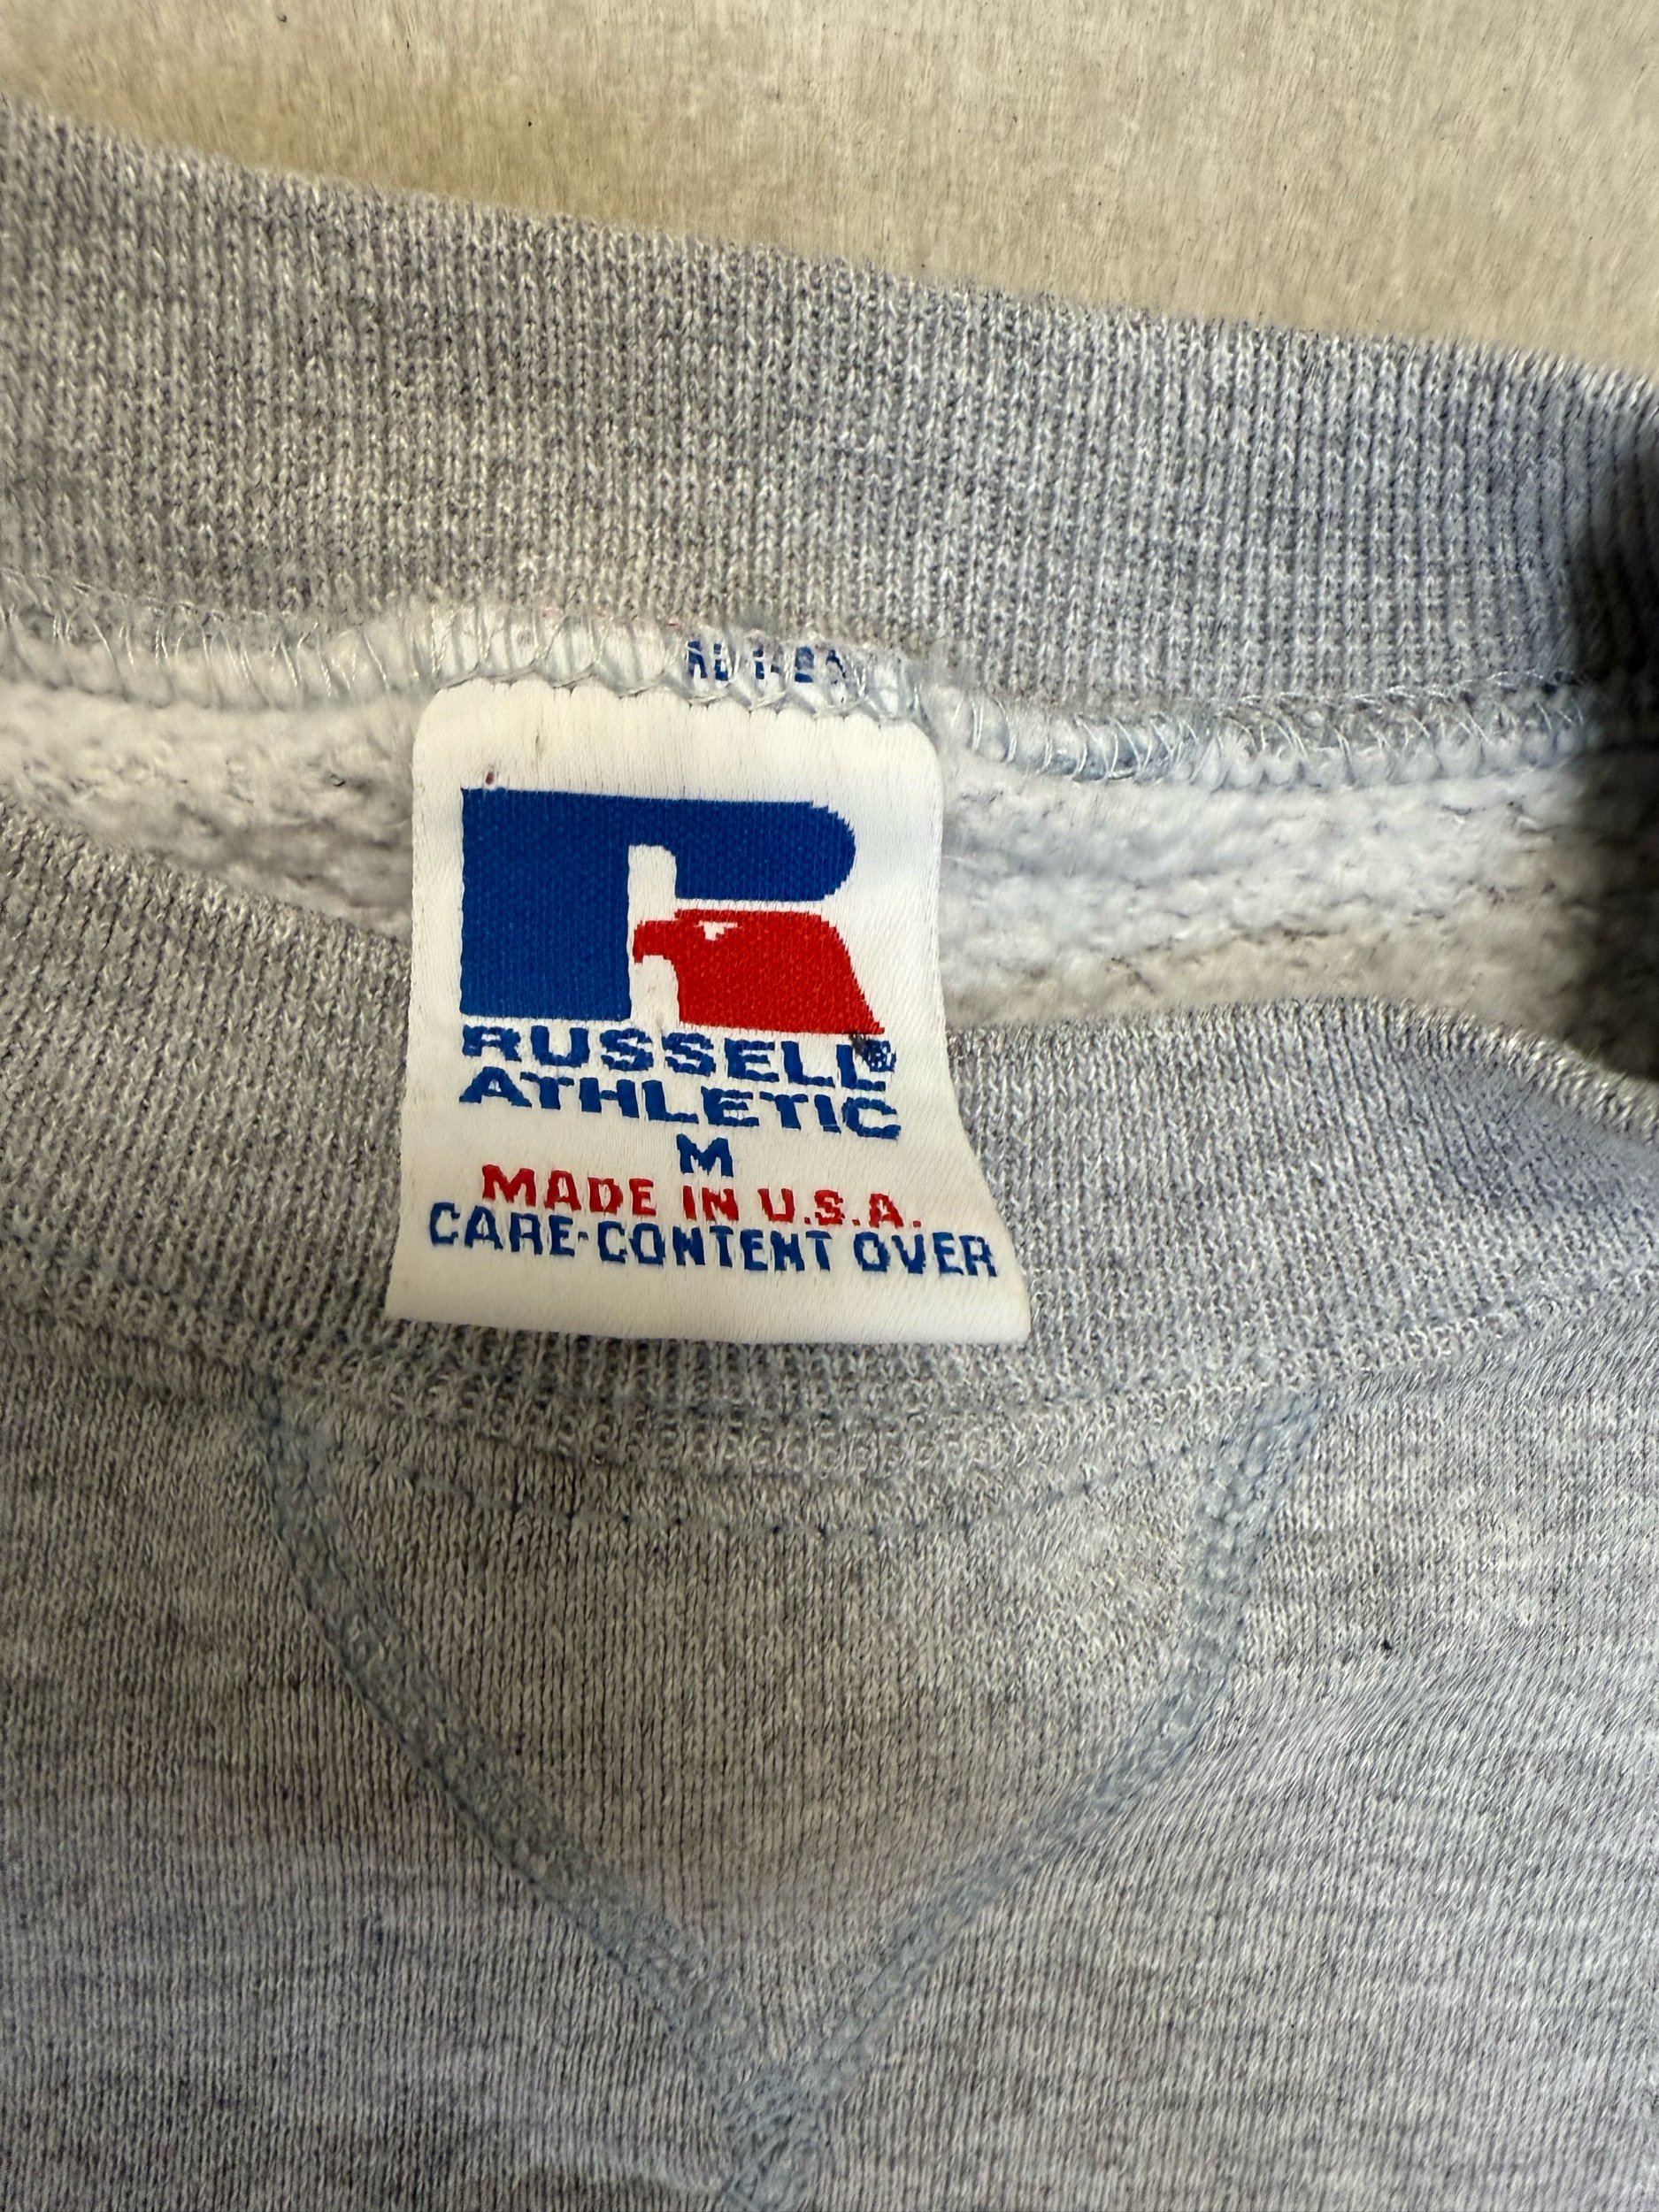 RUSSELL®
ATHLETIC
M
MADE IN U.S.A.
CARE-CONTENT OVER